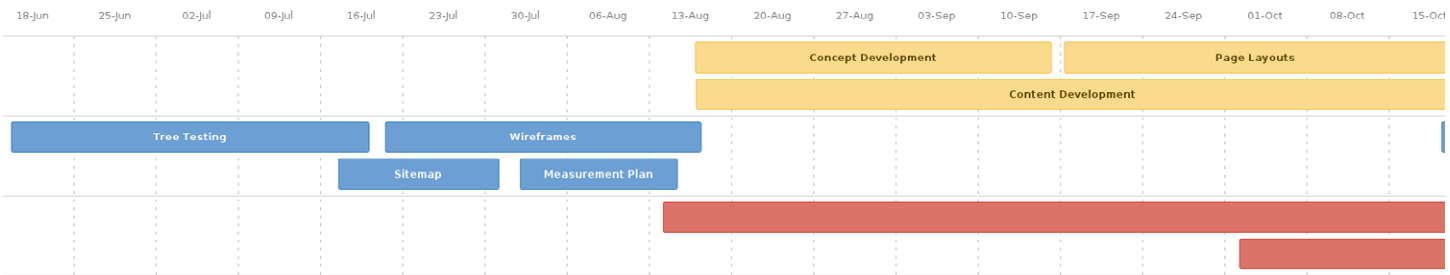 18-Jun 25-Jun 02-Jul 09-Jul 16-Jul 23-Jul 30-Jul 06-Aug 13-Aug 20-Aug 27-Aug 03-Sep 10-Sep 17-Sep 24-Sep 01-Oct 08-Oct 15-Oct
Concept Development Page Layouts
Content Development
Tree Testing Wireframes
Sitemap Measurement Plan